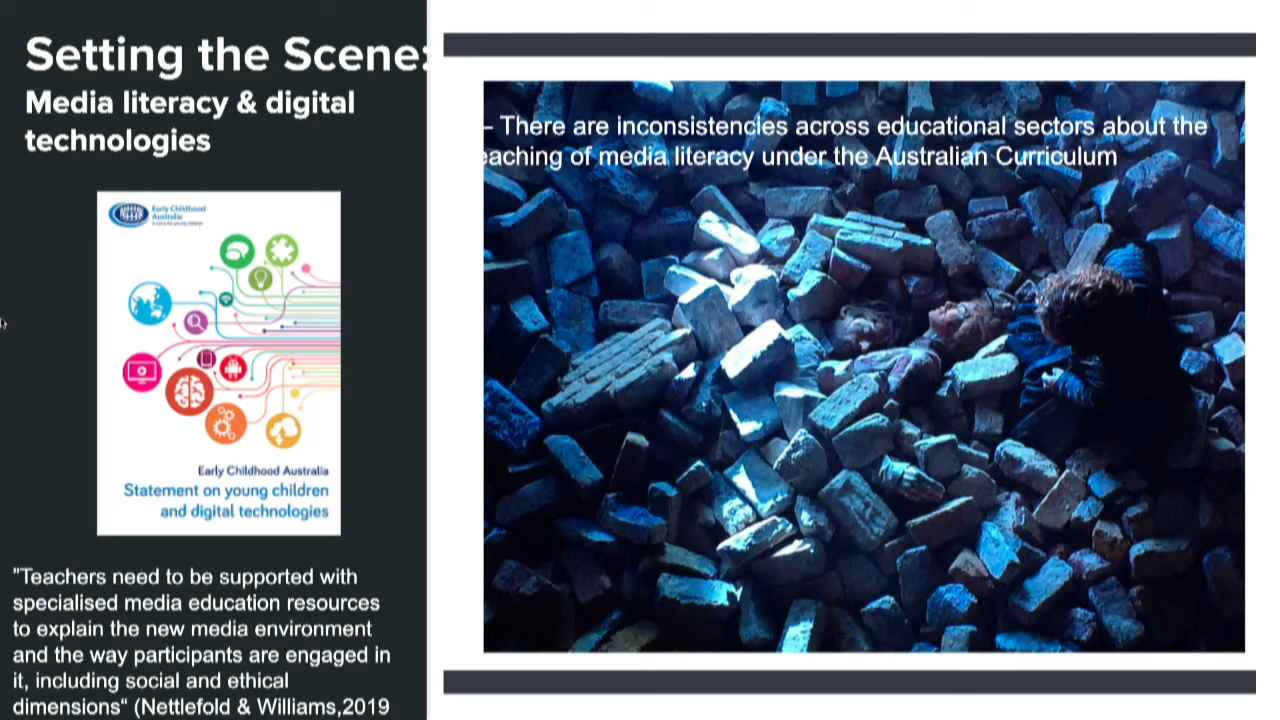 Setting the Scene:
Media literacy & digital
technologies
Early Childhood
Australia
Early Childhood Australia
Statement on young children
and digital technologies
"Teachers need to be supported with
specialised media education resources
to explain the new media environment
and the way participants are engaged in
it, including social and ethical
dimensions“ (Nettlefold & Williams,2019
– There are inconsistencies across educational sectors about the
eaching of media literacy under the Australian Curriculum